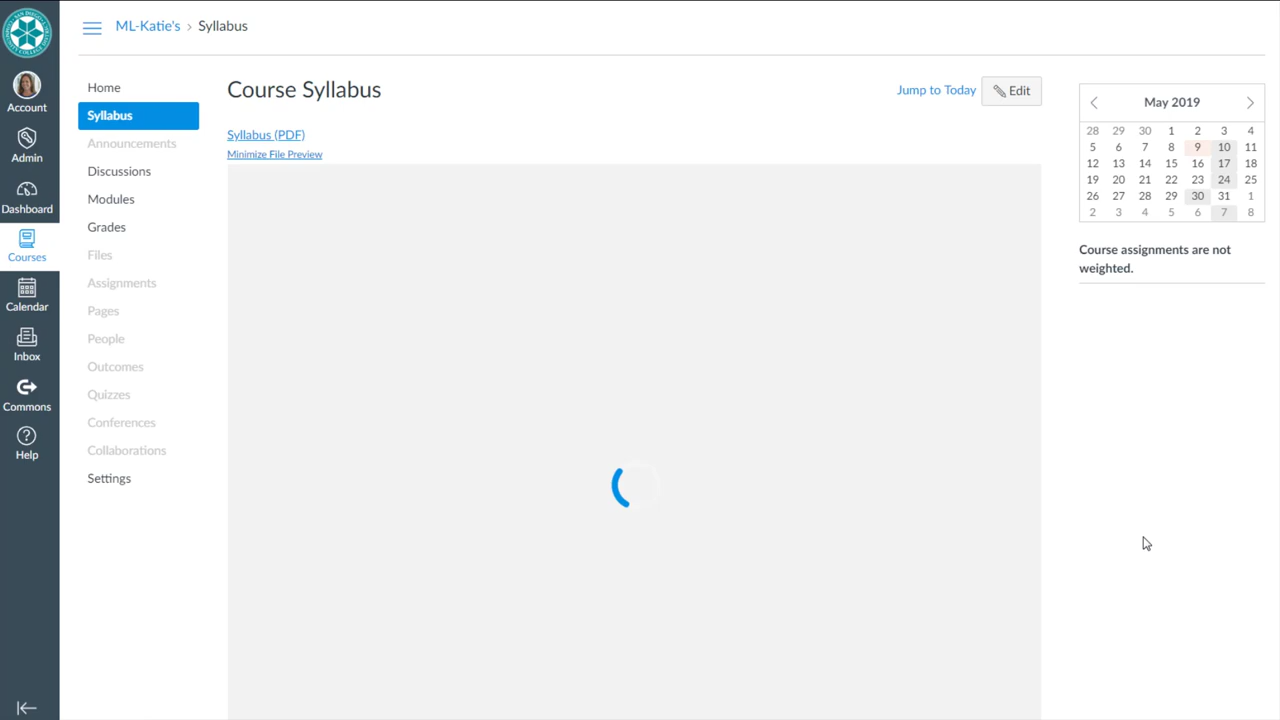 ML-Katie's › Syllabus
Account
Admin
Dashboard
Courses
Calendar
Inbox
Commons
Help
Home
Syllabus
Announcements
Discussions
Modules
Grades
Files
Assignments
Pages
People
Outcomes
Quizzes
Conferences
Collaborations
Settings
Course Syllabus
Jump to Today
Edit
Syllabus (PDF)
Minimize File Preview
May 2019
28 29 30 1 2 3 4
5 6 7 8 9 10 11
12 13 14 15 16 17 18
19 20 21 22 23 24 25
26 27 28 29 30 31 1
2 3 4 5 6 7 8
Course assignments are not
weighted.